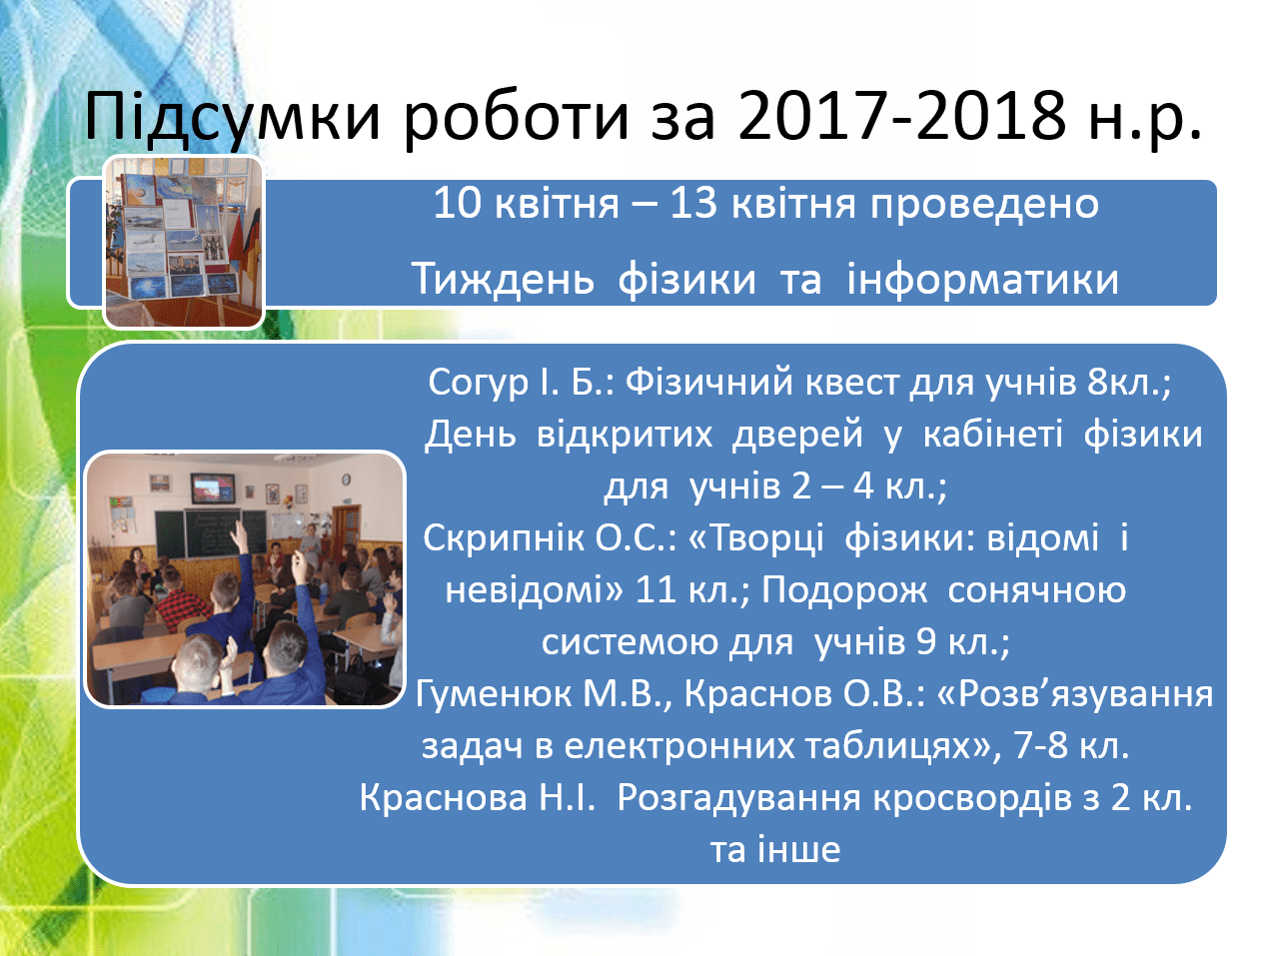 Підсумки роботи за 2017-2018 н.р.
10 квітня – 13 квітня проведено
Тиждень фізики та інформатики
Согур І. Б.: Фізичний квест для учнів 8кл.;
День відкритих дверей у кабінеті фізики
для учнів 2 – 4 кл.;
Скрипнік О.С.: «Творці фізики: відомі і
невідомі» 11 кл.; Подорож сонячною
системою для учнів 9 кл.;
Гуменюк М.В., Краснов О.В.: «Розв’язування
задач в електронних таблицях», 7-8 кл.
Краснова Н.І. Розгадування кросвордів з 2 кл.
та інше